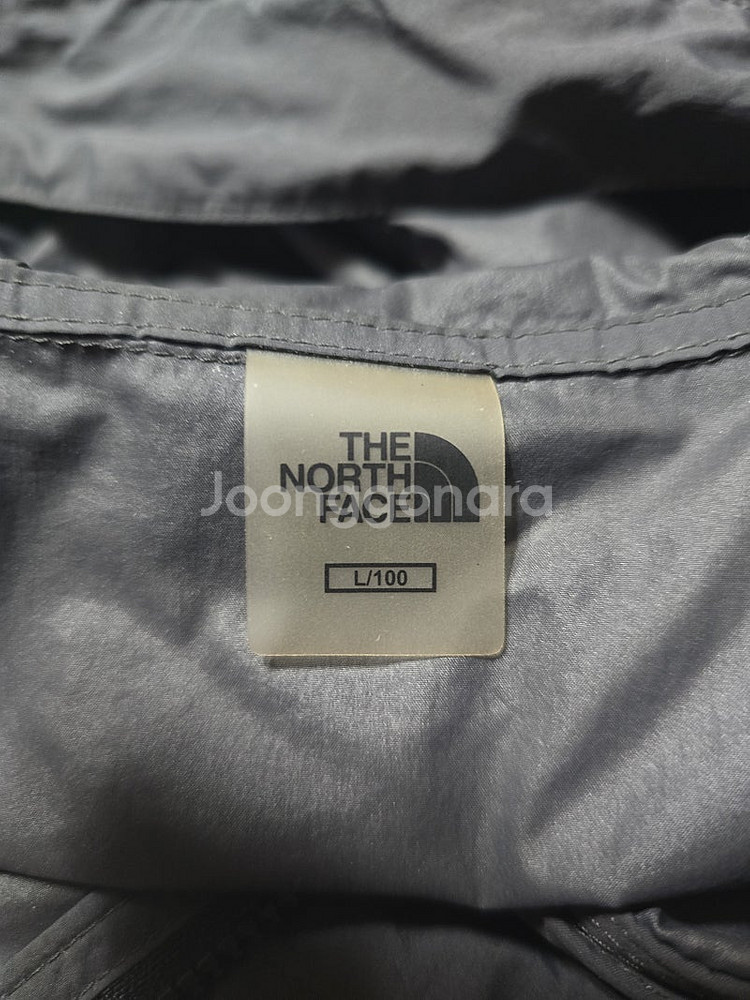 THE
NORTH
FACE
Joonggonara
L/100